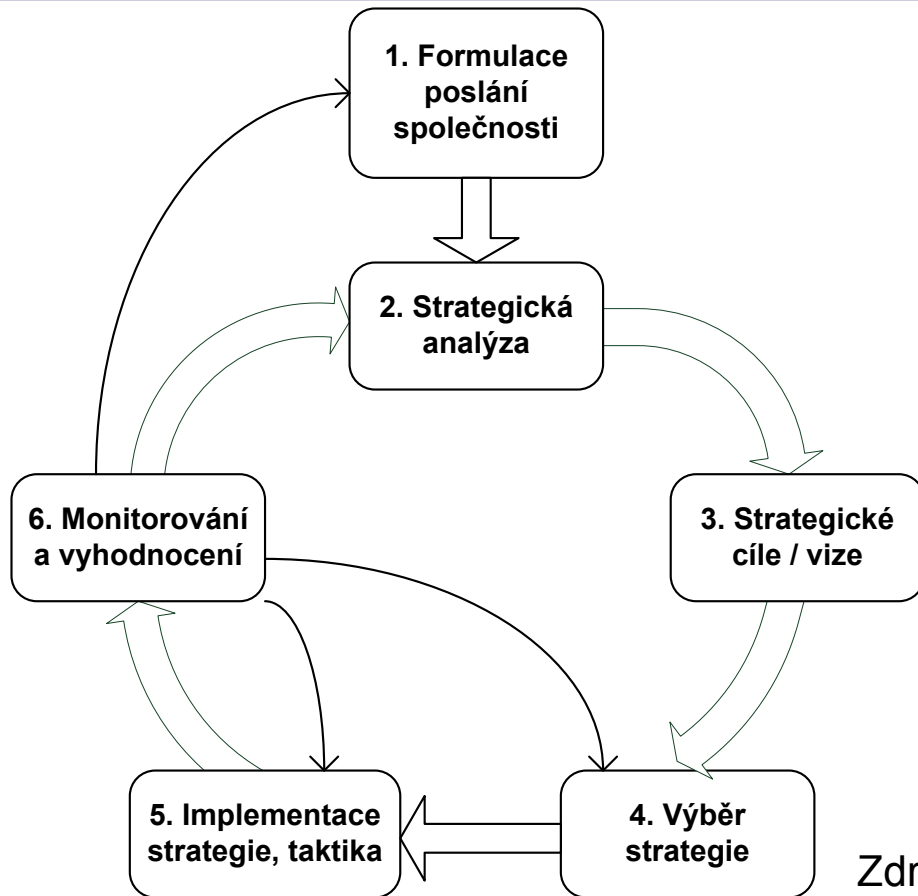 1. Formulace
poslání
společnosti
2. Strategická
analýza
3. Strategické
cíle / vize
4. Výběr
strategie
5. Implementace
strategie, taktika
6. Monitorování
a vyhodnocení